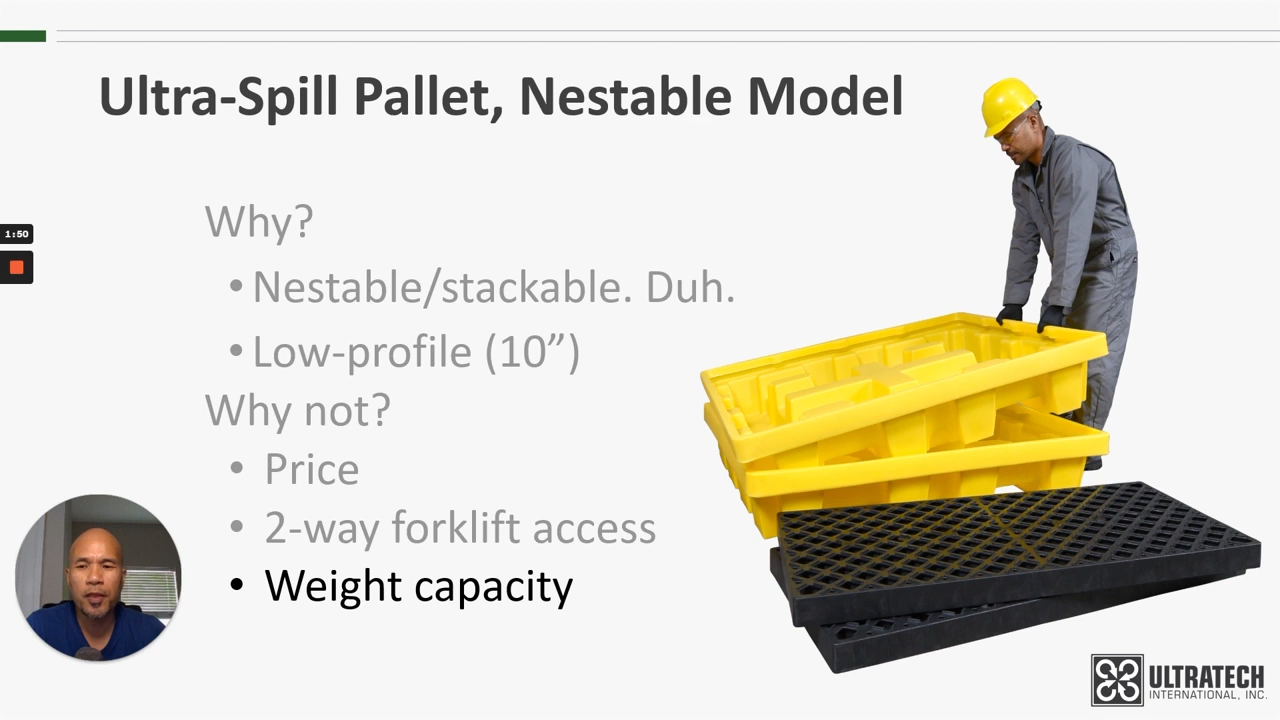 Ultra-Spill Pallet, Nestable Model
Why?
•Nestable/stackable. Duh.
1:50
•Low-profile (10”)
Why not?
• Price
• 2-way forklift access
• Weight capacity
ULTRATECH
INTERNATIONAL, INC.